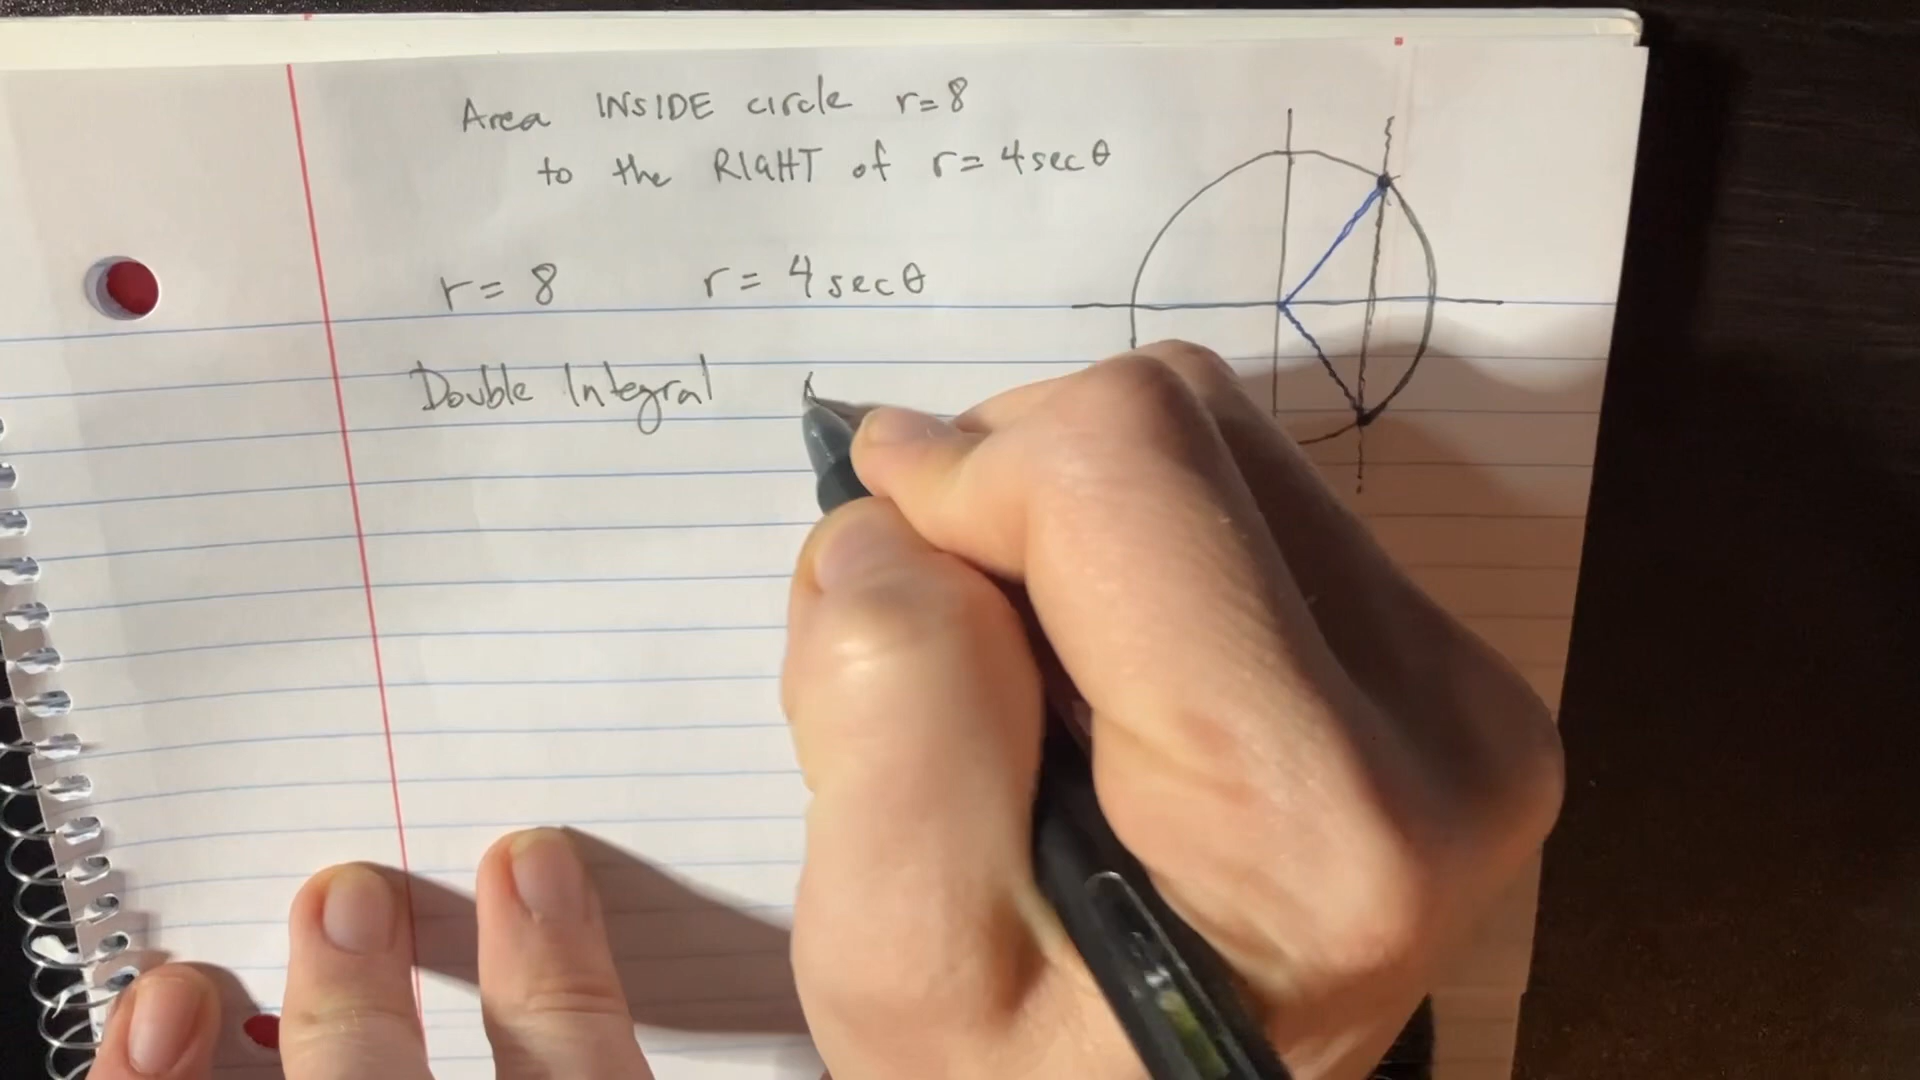 Area INSIDE circle r=8
to the RIGHT of r= 4secθ
r= 8 r= 4secθ
Double Integral A